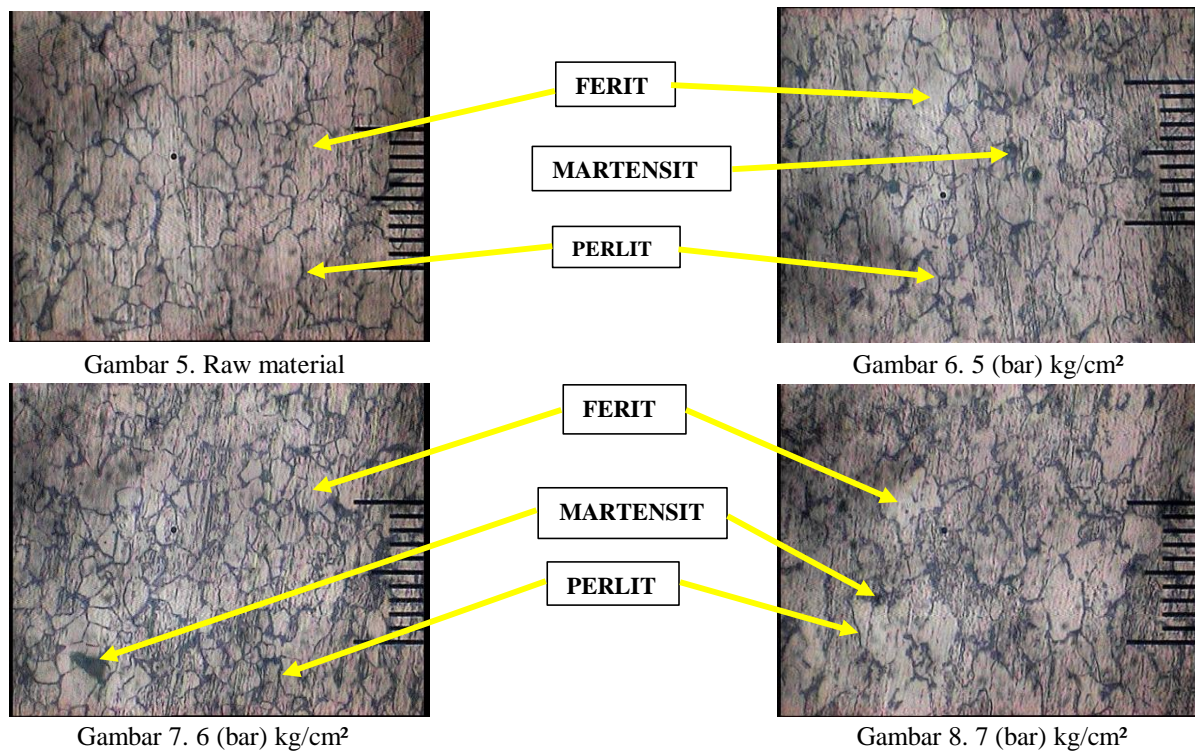 FERIT
MARTENSIT
PERLIT
Gambar 5. Raw material
Gambar 6. 5 (bar) kg/cm²
FERIT
MARTENSIT
PERLIT
Gambar 7. 6 (bar) kg/cm²
Gambar 8. 7 (bar) kg/cm²